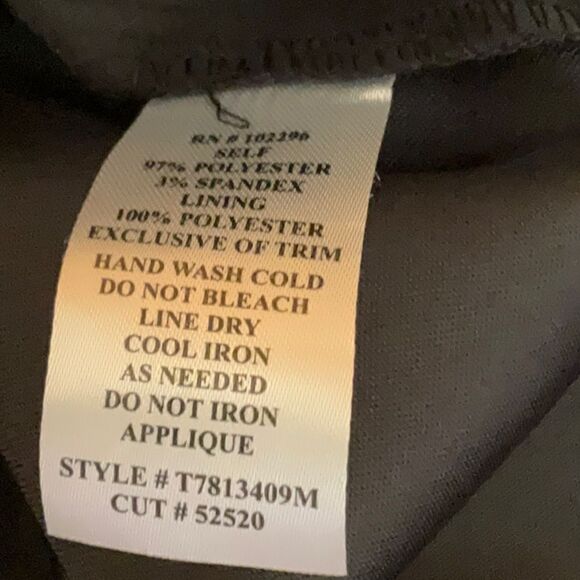 RN # 102296
SELF
97% POLYESTER
3% SPANDEX
LINING
100% POLYESTER
EXCLUSIVE OF TRIM
HAND WASH COLD
DO NOT BLEACH
LINE DRY
COOL IRON
AS NEEDED
DO NOT IRON
APPLIQUE
STYLE # T7813409M
CUT # 52520